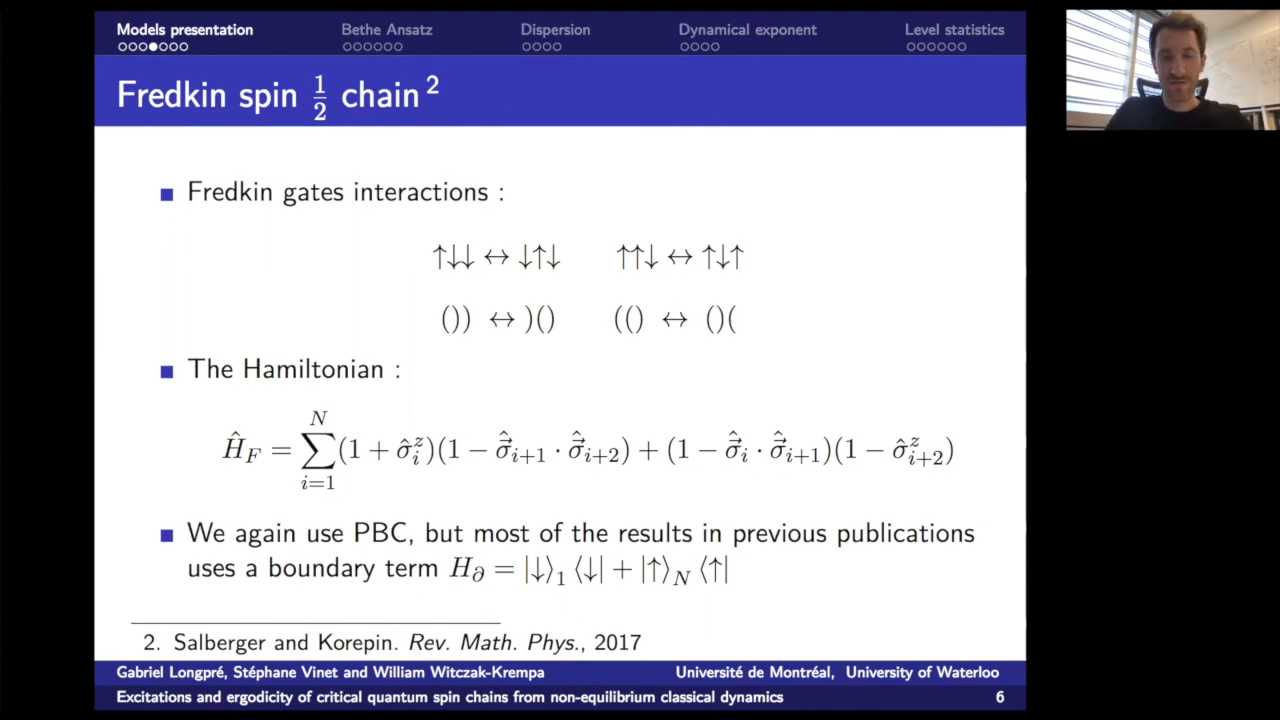 Models presentation Bethe Ansatz Dispersion Dynamical exponent Level statistics
Fredkin spin 1/2 chain ²
■ Fredkin gates interactions :
↑↓↓ ↔ ↓↑↓ ↑↑↓ ↔ ↑↓↑
()) ↔ )() (() ↔ ()(
■ The Hamiltonian :
Ĥ_F = ∑_{i=1}^{N} (1 + σ̂_i^z)(1 − σ̂⃗_{i+1} · σ̂⃗_{i+2}) + (1 − σ̂⃗_i · σ̂⃗_{i+1})(1 − σ̂_{i+2}^z)
■ We again use PBC, but most of the results in previous publications
uses a boundary term H_∂ = |↓⟩_1 ⟨↓| + |↑⟩_N ⟨↑|
2. Salberger and Korepin. Rev. Math. Phys., 2017
Gabriel Longpré, Stéphane Vinet and William Witczak-Krempa Université de Montréal, University of Waterloo
Excitations and ergodicity of critical quantum spin chains from non-equilibrium classical dynamics 6